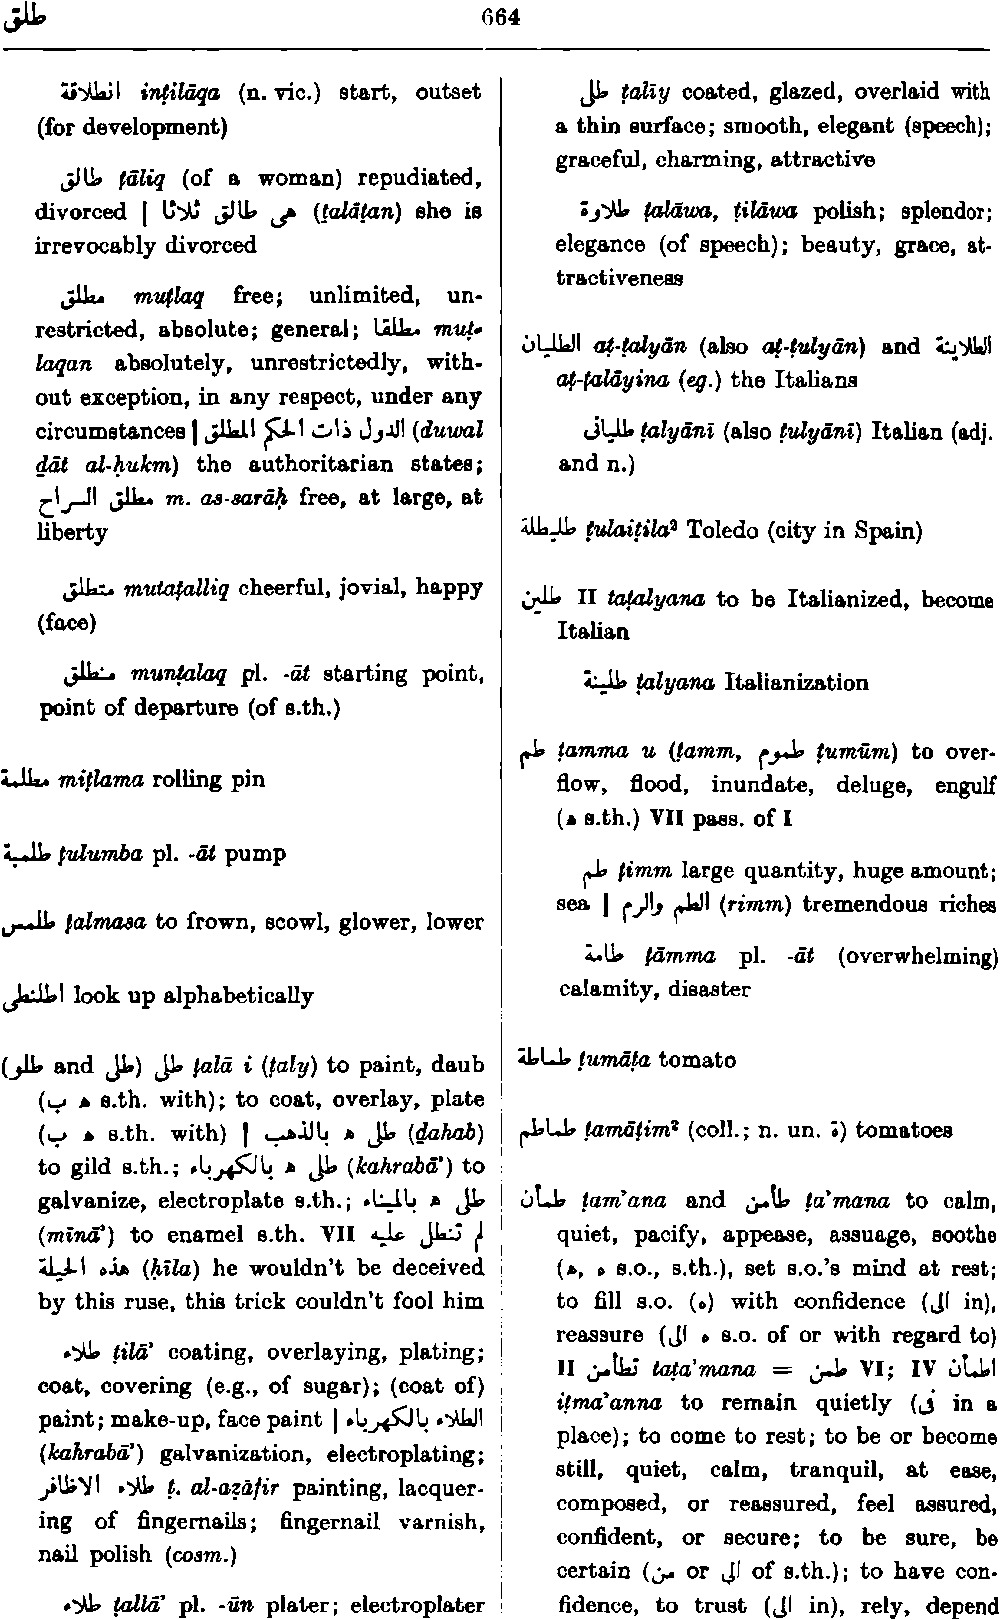 طلق
664
انطلاقة inṭilāqa (n. vic.) start, outset
(for development)
طالق ṭāliq (of a woman) repudiated,
divorced | هى طالق ثلاثا (ṯalāṯan) she is
irrevocably divorced
مطلق muṭlaq free; unlimited, un-
restricted, absolute; general; مطلقا muṭ-
laqan absolutely, unrestrictedly, with-
out exception, in any respect, under any
circumstances | الدول ذات الحكم المطلق (duwal
ḏāt al-ḥukm) the authoritarian states;
مطلق السراح m. as-sarāḥ free, at large, at
liberty
متطلق mutaṭalliq cheerful, jovial, happy
(face)
منطلق munṭalaq pl. -āt starting point,
point of departure (of s.th.)
مطلمة miṭlama rolling pin
طلمبة ṭulumba pl. -āt pump
طلمس ṭalmasa to frown, scowl, glower, lower
اطلنطى look up alphabetically
(طلو and طلى) طلى ṭalā i (ṭaly) to paint, daub
(ب ه s.th. with); to coat, overlay, plate
(ب ه s.th. with) | طلى ه بالذهب (ḏahab)
to gild s.th.; طلى ه بالكهرباء (kahrabā’) to
galvanize, electroplate s.th.; طلى ه بالميناء
(mīnā’) to enamel s.th. VII لم تنطل عليه
هذه الحيلة (ḥīla) he wouldn’t be deceived
by this ruse, this trick couldn’t fool him
طلاء ṭilā’ coating, overlaying, plating;
coat, covering (e.g., of sugar); (coat of)
paint; make-up, face paint | الطلاء بالكهرباء
(kahrabā’) galvanization, electroplating;
طلاء الاظافر ṭ. al-aẓāfir painting, lacquer-
ing of fingernails; fingernail varnish,
nail polish (cosm.)
طلاء ṭallā’ pl. -ūn plater; electroplater
طلى ṭalīy coated, glazed, overlaid with
a thin surface; smooth, elegant (speech);
graceful, charming, attractive
طلاوة ṭalāwa, ṭilāwa polish; splendor;
elegance (of speech); beauty, grace, at-
tractiveness
الطليان aṭ-ṭalyān (also aṭ-ṭulyān) and الطلاينة
aṭ-ṭalāyina (eg.) the Italians
طليانى ṭalyānī (also ṭulyānī) Italian (adj.
and n.)
طليطلة ṭulaiṭila² Toledo (city in Spain)
طلين II taṭalyana to be Italianized, become
Italian
طلينة ṭalyana Italianization
طم ṭamma u (ṭamm, طموم ṭumūm) to over-
flow, flood, inundate, deluge, engulf
(ه s.th.) VII pass. of I
طم ṭimm large quantity, huge amount;
sea | الطم والرم (rimm) tremendous riches
طامة ṭāmma pl. -āt (overwhelming)
calamity, disaster
طماطة ṭumāṭa tomato
طماطم ṭamāṭim² (coll.; n. un. ة) tomatoes
طمأن ṭam’ana and طأمن ṭa’mana to calm,
quiet, pacify, appease, assuage, soothe
(ه, ه s.o., s.th.), set s.o.’s mind at rest;
to fill s.o. (ه) with confidence (الى in),
reassure (الى ه s.o. of or with regard to)
II تطأمن taṭa’mana = طمن VI; IV اطمأن
iṭma’anna to remain quietly (فى in a
place); to come to rest; to be or become
still, quiet, calm, tranquil, at ease,
composed, or reassured, feel assured,
confident, or secure; to be sure, be
certain (من or الى of s.th.); to have con-
fidence, to trust (الى in), rely, depend